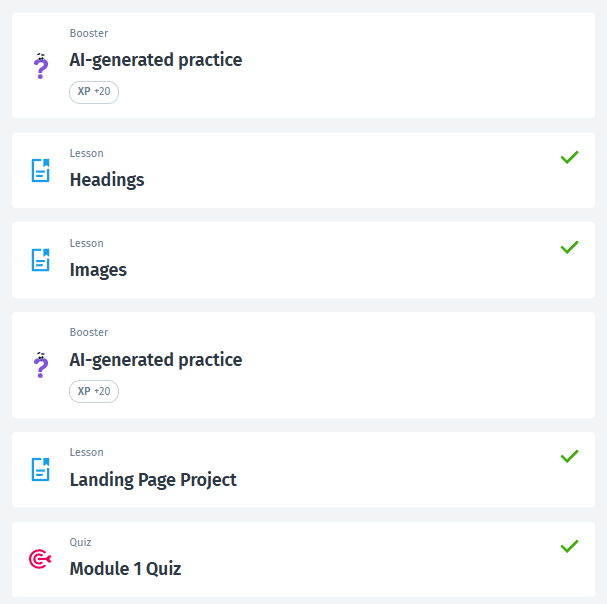 Booster
AI-generated practice
XP +20
Lesson
Headings
Lesson
Images
Booster
AI-generated practice
XP +20
Lesson
Landing Page Project
Quiz
Module 1 Quiz